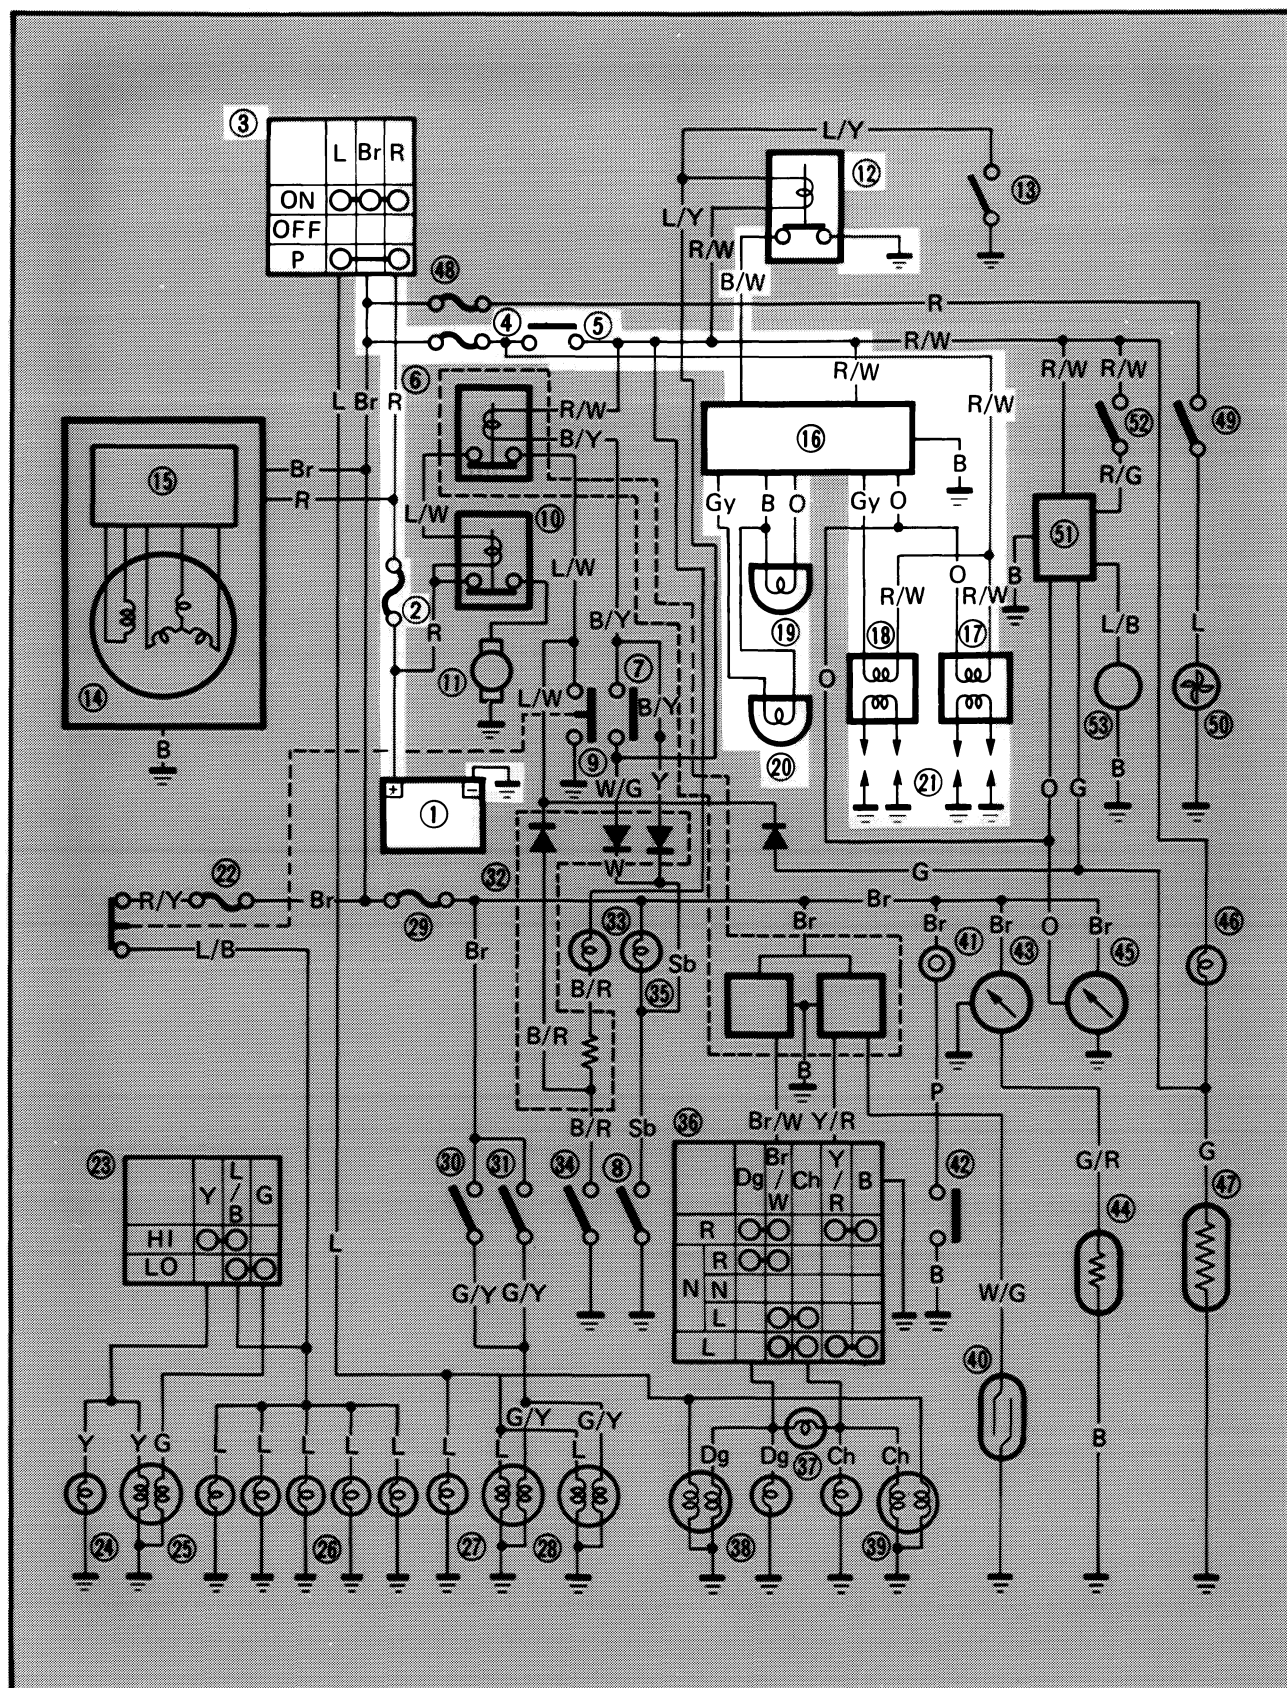 ③
L Br R
ON
OFF
P
L/Y
⑫
⑬
L/Y
R/W
B/W
㊽
R
④
⑤
R/W
R/W
R/W
R/W
R/W
⑥
L Br R
R/W
B/Y
⑯
B
㊾
52
R/G
⑮
Br
R
L/W
⑩
Gy B O
Gy O
51
B
L/W
②
R
B/Y
⑲
R/W
O
R/W
L/B
L
⑪
⑦
⑱
⑰
⑭
L/W
B/Y
O
53
㊿
B
⑨
⑳
㉑
①
+
−
W/G
Y
O
G
B
W
G
㉒
R/Y
Br
㉜
Br
㉙
L/B
Br
㉝
Br
Br
㊶
Br
㊸
O
Br
㊺
㊻
Sb
B/R
㉟
B/R
B
P
B/R
Sb
㊱
Br/W Y/R
㉓
Y
L/B
G
HI
LO
㉚
㉛
㉞
⑧
Dg
Br/W
Ch
Y/R
B
R
R
N
N
L
L
㊷
G/R
G
㊹
㊼
L
G/Y G/Y
B
W/G
㊵
G/Y
G/Y
Y
Y G
L
L
L
L
L
L
L
L
Dg
Dg
㊲
Ch
Ch
B
㉔
㉕
㉖
㉗
㉘
㊳
㊴